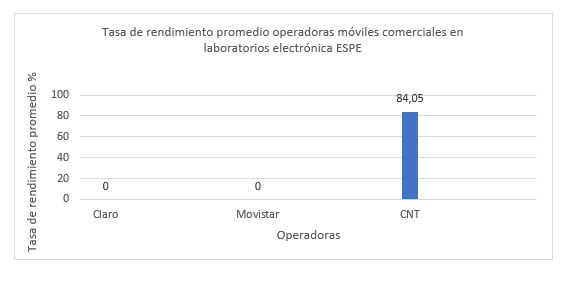 Tasa de rendimiento promedio operadoras móviles comerciales en
laboratorios electrónica ESPE
Tasa de rendimiento promedio %
100
80
60
40
20
0
0
0
84,05
Claro
Movistar
CNT
Operadoras